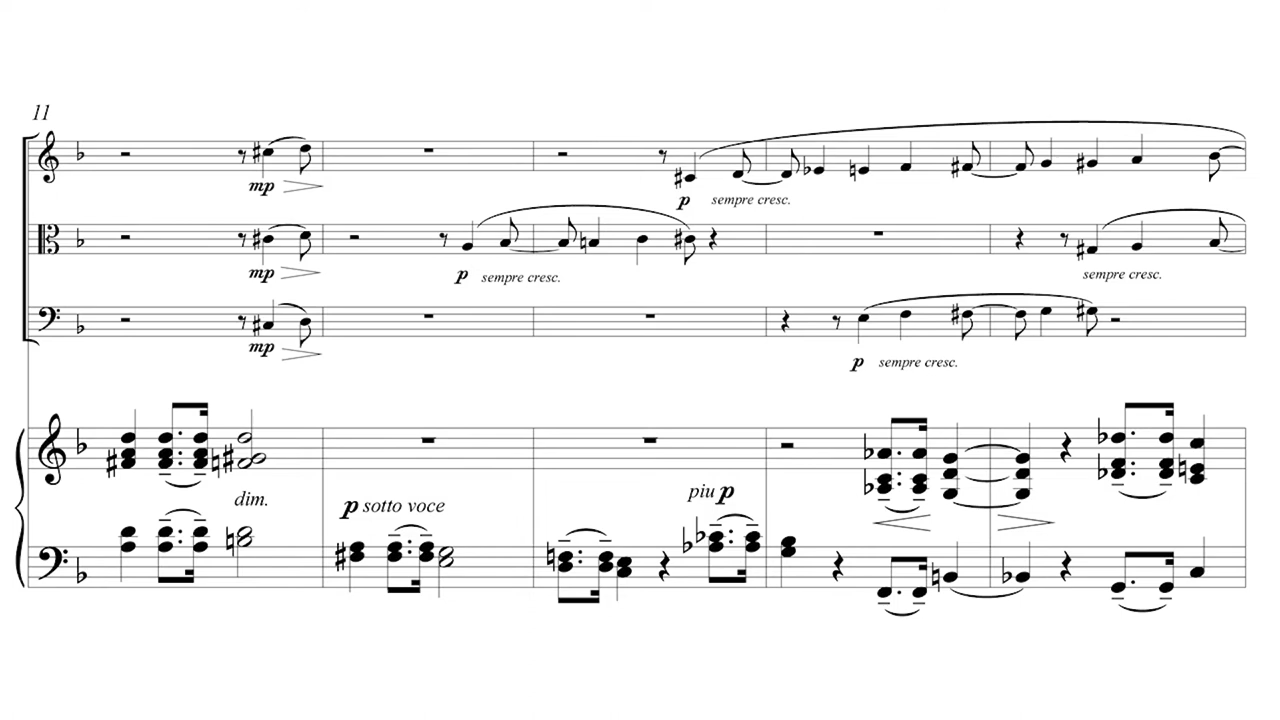 11
mp
p sempre cresc.
mp
p sempre cresc.
sempre cresc.
mp
p sempre cresc.
dim.
p sotto voce
piu p